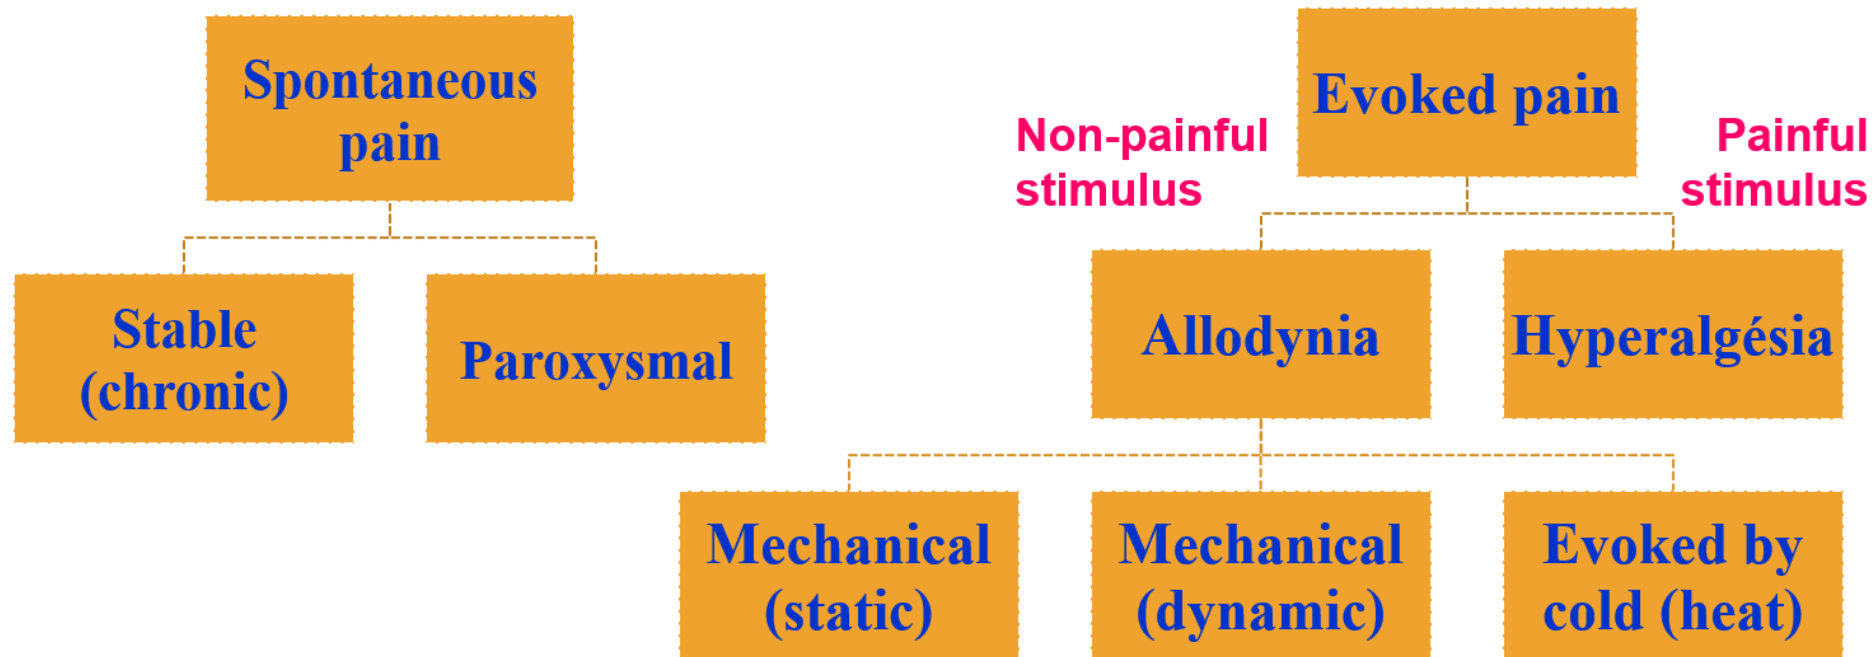 Spontaneous
pain
Stable
(chronic)
Paroxysmal
Evoked pain
Non-painful
stimulus
Painful
stimulus
Allodynia
Hyperalgésia
Mechanical
(static)
Mechanical
(dynamic)
Evoked by
cold (heat)